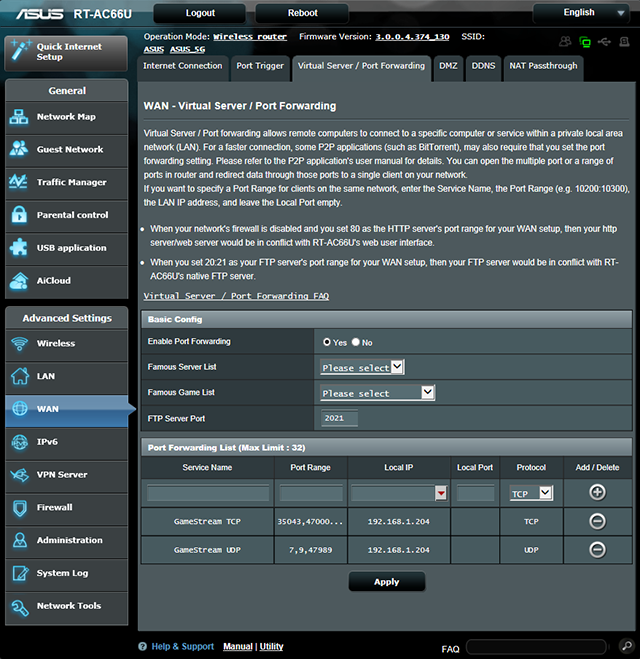 ASUS RT-AC66U Logout Reboot English
Quick Internet
Setup
General
Network Map
Guest Network
Traffic Manager
Parental control
USB application
AiCloud
Advanced Settings
Wireless
LAN
WAN
IPv6
VPN Server
Firewall
Administration
System Log
Network Tools
Operation Mode: Wireless router Firmware Version: 3.0.0.4.374_130 SSID:
ASUS ASUS_5G
Internet Connection Port Trigger Virtual Server / Port Forwarding DMZ DDNS NAT Passthrough
WAN - Virtual Server / Port Forwarding
Virtual Server / Port forwarding allows remote computers to connect to a specific computer or service within a private local area
network (LAN). For a faster connection, some P2P applications (such as BitTorrent), may also require that you set the port
forwarding setting. Please refer to the P2P application's user manual for details. You can open the multiple port or a range of
ports in router and redirect data through those ports to a single client on your network.
If you want to specify a Port Range for clients on the same network, enter the Service Name, the Port Range (e.g. 10200:10300),
the LAN IP address, and leave the Local Port empty.
• When your network's firewall is disabled and you set 80 as the HTTP server's port range for your WAN setup, then your http
server/web server would be in conflict with RT-AC66U's web user interface.
• When you set 20:21 as your FTP server's port range for your WAN setup, then your FTP server would be in conflict with RT-
AC66U's native FTP server.
Virtual Server / Port Forwarding FAQ
Basic Config
Enable Port Forwarding Yes No
Famous Server List Please select
Famous Game List Please select
FTP Server Port 2021
Port Forwarding List (Max Limit : 32)
Service Name Port Range Local IP Local Port Protocol Add / Delete
TCP
GameStream TCP 35043,47000... 192.168.1.204 TCP
GameStream UDP 7,9,47989 192.168.1.204 UDP
Apply
Help & Support Manual | Utility FAQ